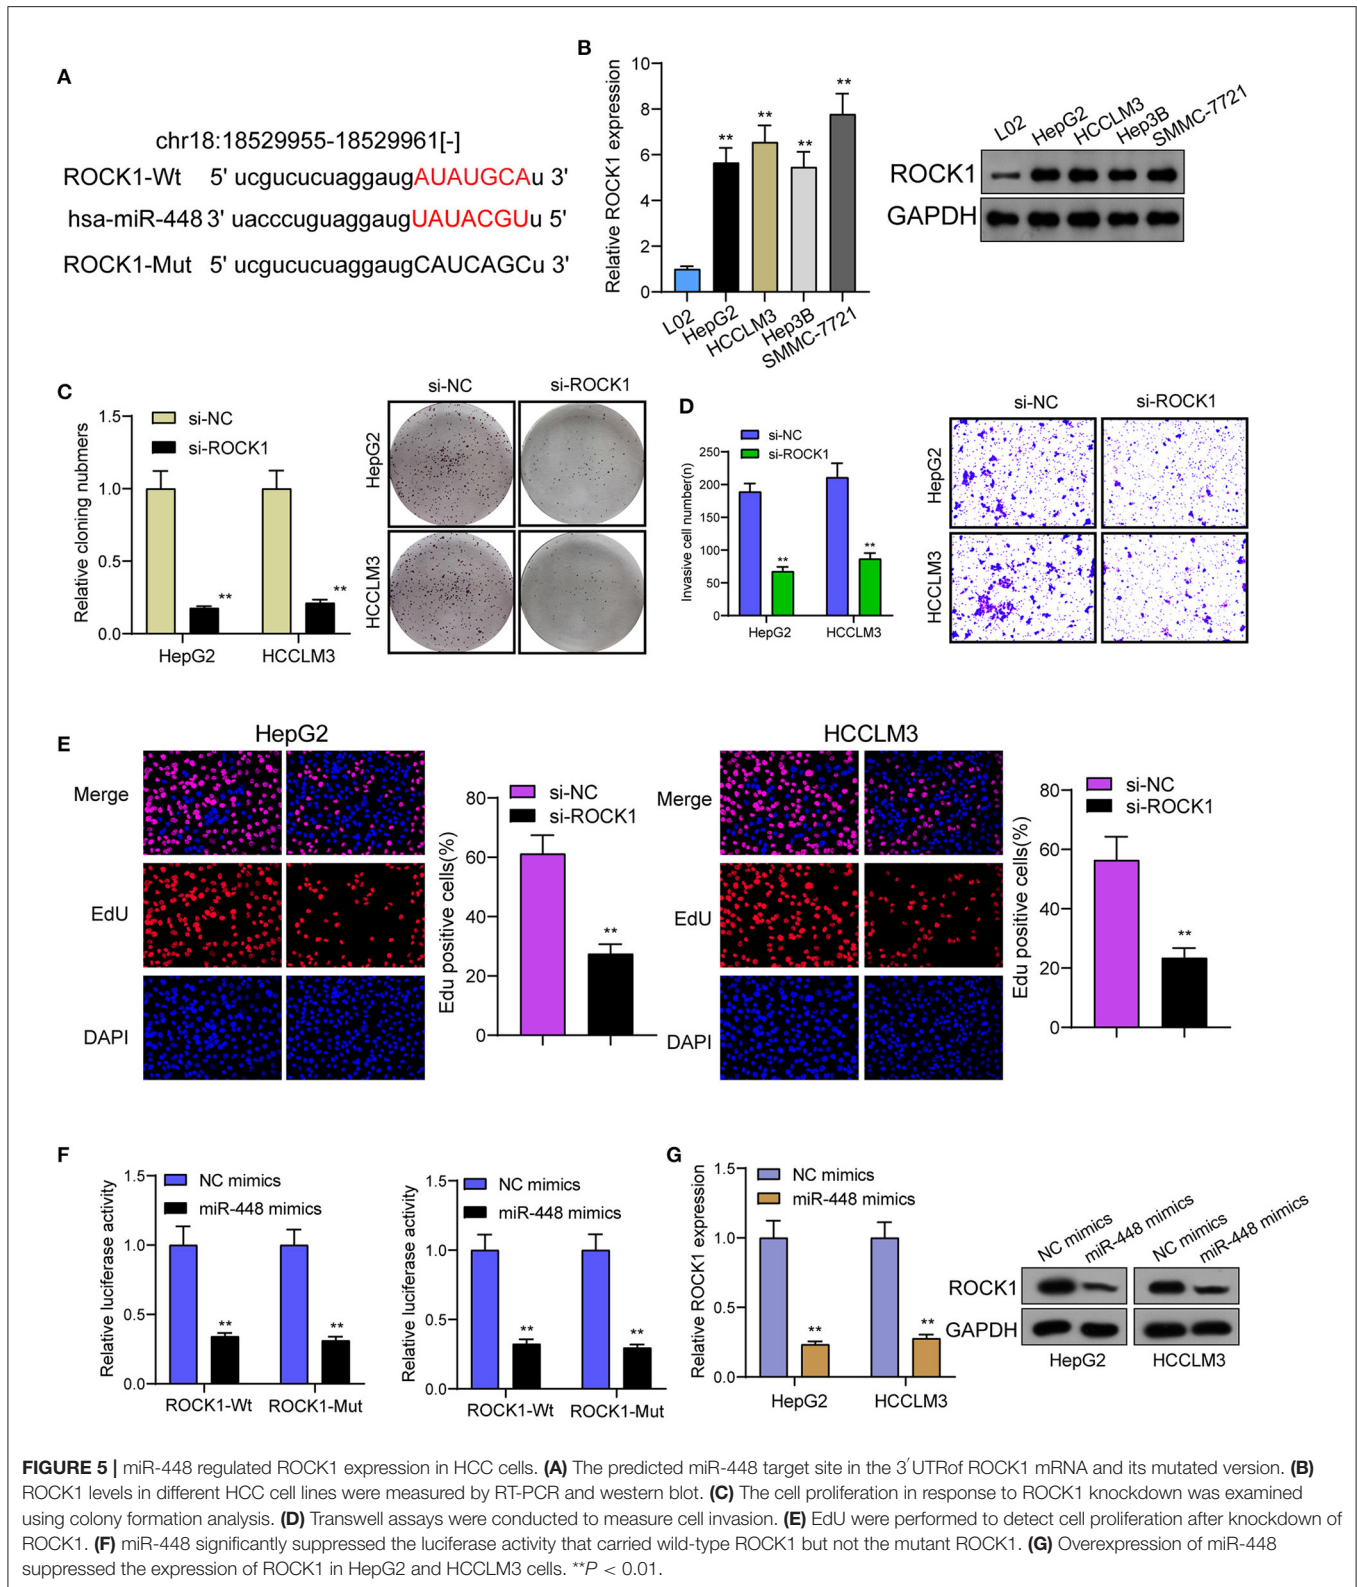 A
chr18:18529955-18529961[-]
ROCK1-Wt 5' ucgucucuaggaugAUAUGCAu 3'
hsa-miR-448 3' uacccuguaggaugUAUACGUu 5'
ROCK1-Mut 5' ucgucucuaggaugCAUCAGCu 3'
B
Relative ROCK1 expression
10
8
6
4
2
0
**
**
**
**
L02
HepG2
HCCLM3
Hep3B
SMMC-7721
L02
HepG2
HCCLM3
Hep3B
SMMC-7721
ROCK1
GAPDH
C
Relative cloning nubmers
si-NC
si-ROCK1
1.5
1.0
0.5
0.0
**
**
HepG2
HCCLM3
si-NC
si-ROCK1
HepG2
HCCLM3
D
Invasive cell number(n)
si-NC
si-ROCK1
250
200
150
100
50
0
**
**
HepG2
HCCLM3
si-NC
si-ROCK1
HepG2
HCCLM3
E
HepG2
Merge
EdU
DAPI
Edu positive cells(%)
si-NC
si-ROCK1
80
60
40
20
0
**
HCCLM3
Merge
EdU
DAPI
Edu positive cells(%)
si-NC
si-ROCK1
80
60
40
20
0
**
F
Relative luciferase activity
NC mimics
miR-448 mimics
1.5
1.0
0.5
0.0
**
**
ROCK1-Wt
ROCK1-Mut
Relative luciferase activity
NC mimics
miR-448 mimics
1.5
1.0
0.5
0.0
**
**
ROCK1-Wt
ROCK1-Mut
G
Relative ROCK1 expression
NC mimics
miR-448 mimics
1.5
1.0
0.5
0.0
**
**
HepG2
HCCLM3
NC mimics
miR-448 mimics
NC mimics
miR-448 mimics
ROCK1
GAPDH
HepG2
HCCLM3
FIGURE 5 | miR-448 regulated ROCK1 expression in HCC cells. (A) The predicted miR-448 target site in the 3′UTRof ROCK1 mRNA and its mutated version. (B)
ROCK1 levels in different HCC cell lines were measured by RT-PCR and western blot. (C) The cell proliferation in response to ROCK1 knockdown was examined
using colony formation analysis. (D) Transwell assays were conducted to measure cell invasion. (E) EdU were performed to detect cell proliferation after knockdown of
ROCK1. (F) miR-448 significantly suppressed the luciferase activity that carried wild-type ROCK1 but not the mutant ROCK1. (G) Overexpression of miR-448
suppressed the expression of ROCK1 in HepG2 and HCCLM3 cells. **P < 0.01.